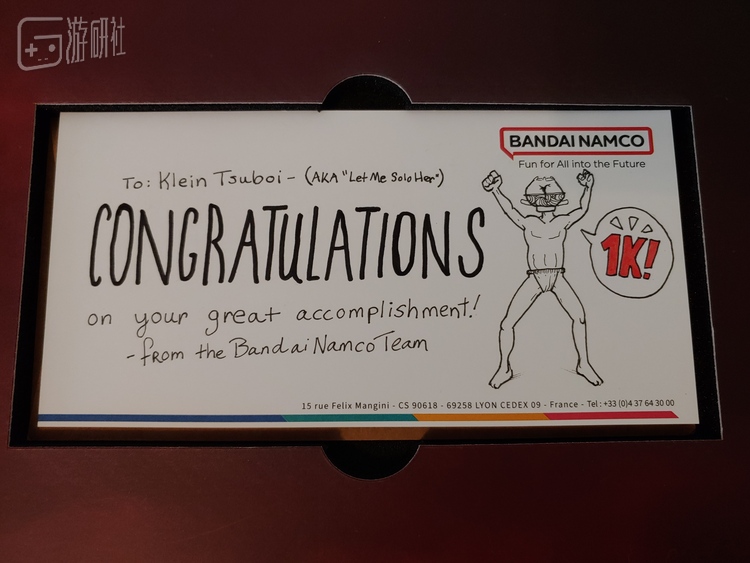 游研社
BANDAI NAMCO
Fun for All into the Future
To: Klein Tsuboi - (AKA "Let Me Solo Her")
CONGRATULATIONS
1K!
on your great accomplishment!
-from the Bandai Namco Team
15 rue Felix Mangini - CS 90618 - 69258 LYON CEDEX 09 - France - Tel : +33 (0)4 37 64 30 00